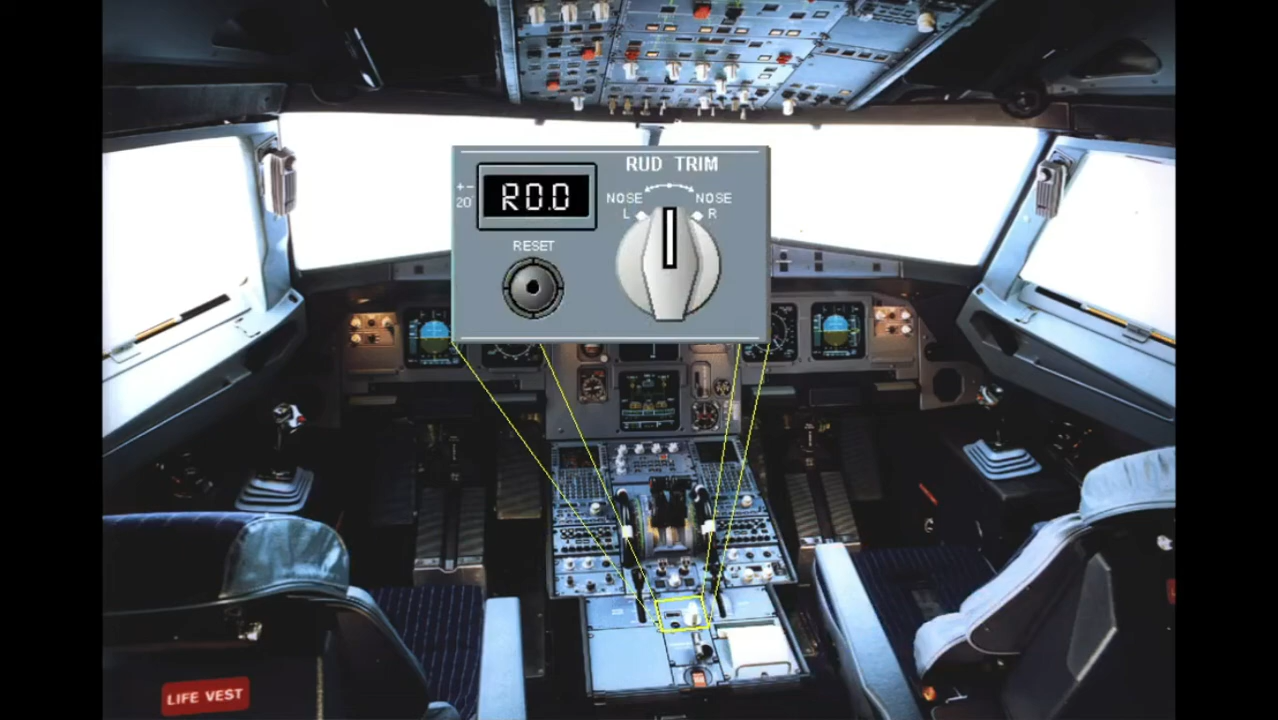 RUD TRIM
+-
20°
R0.0
NOSE NOSE
L R
RESET
LIFE VEST